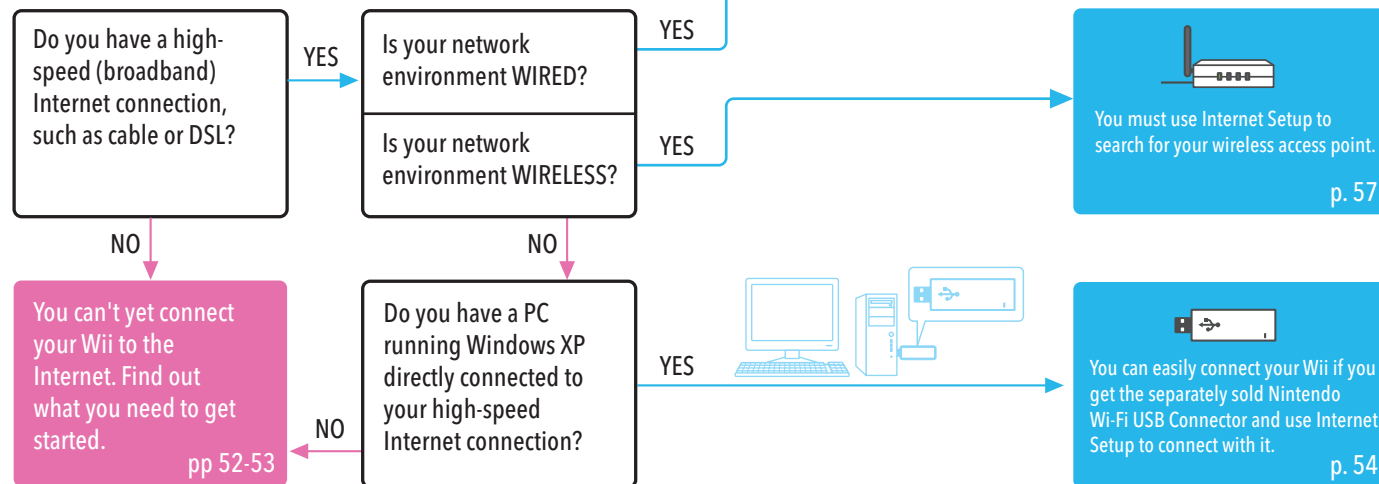 Do you have a high-
speed (broadband)
Internet connection,
such as cable or DSL?
YES
Is your network
environment WIRED?
YES
Is your network
environment WIRELESS?
YES
You must use Internet Setup to
search for your wireless access point.
p. 57
NO
NO
You can't yet connect
your Wii to the
Internet. Find out
what you need to get
started.
pp 52-53
NO
Do you have a PC
running Windows XP
directly connected to
your high-speed
Internet connection?
YES
You can easily connect your Wii if you
get the separately sold Nintendo
Wi-Fi USB Connector and use Internet
Setup to connect with it.
p. 54